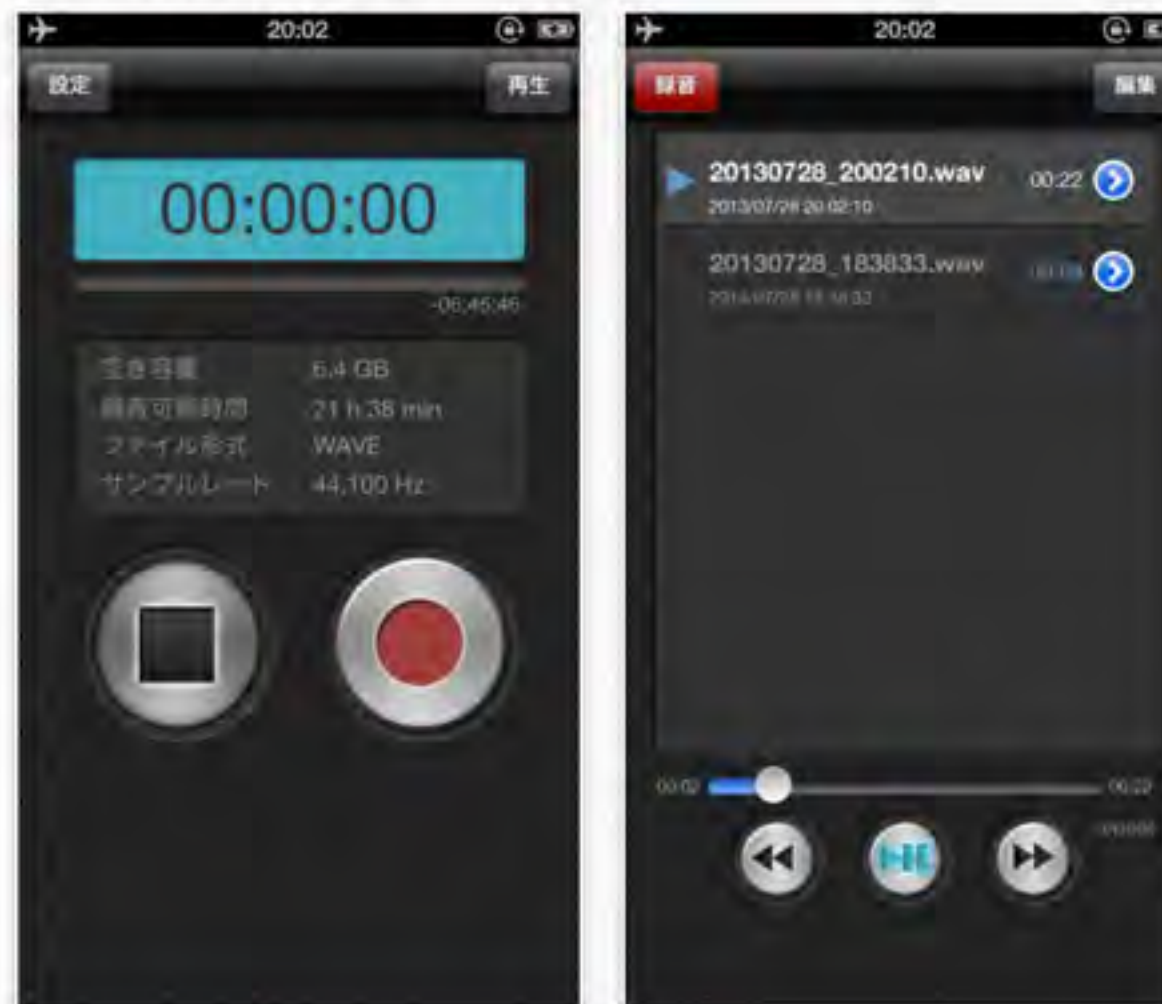 20:02
設定
再生
00:00:00
-06:45:46
空き容量 6.4 GB
録音可能時間 21 h 38 min
ファイル形式 WAVE
サンプルレート 44,100 Hz
20:02
録音
編集
20130728_200210.wav 00:22
2013/07/28 20:02:10
20130728_183833.wav
00:02